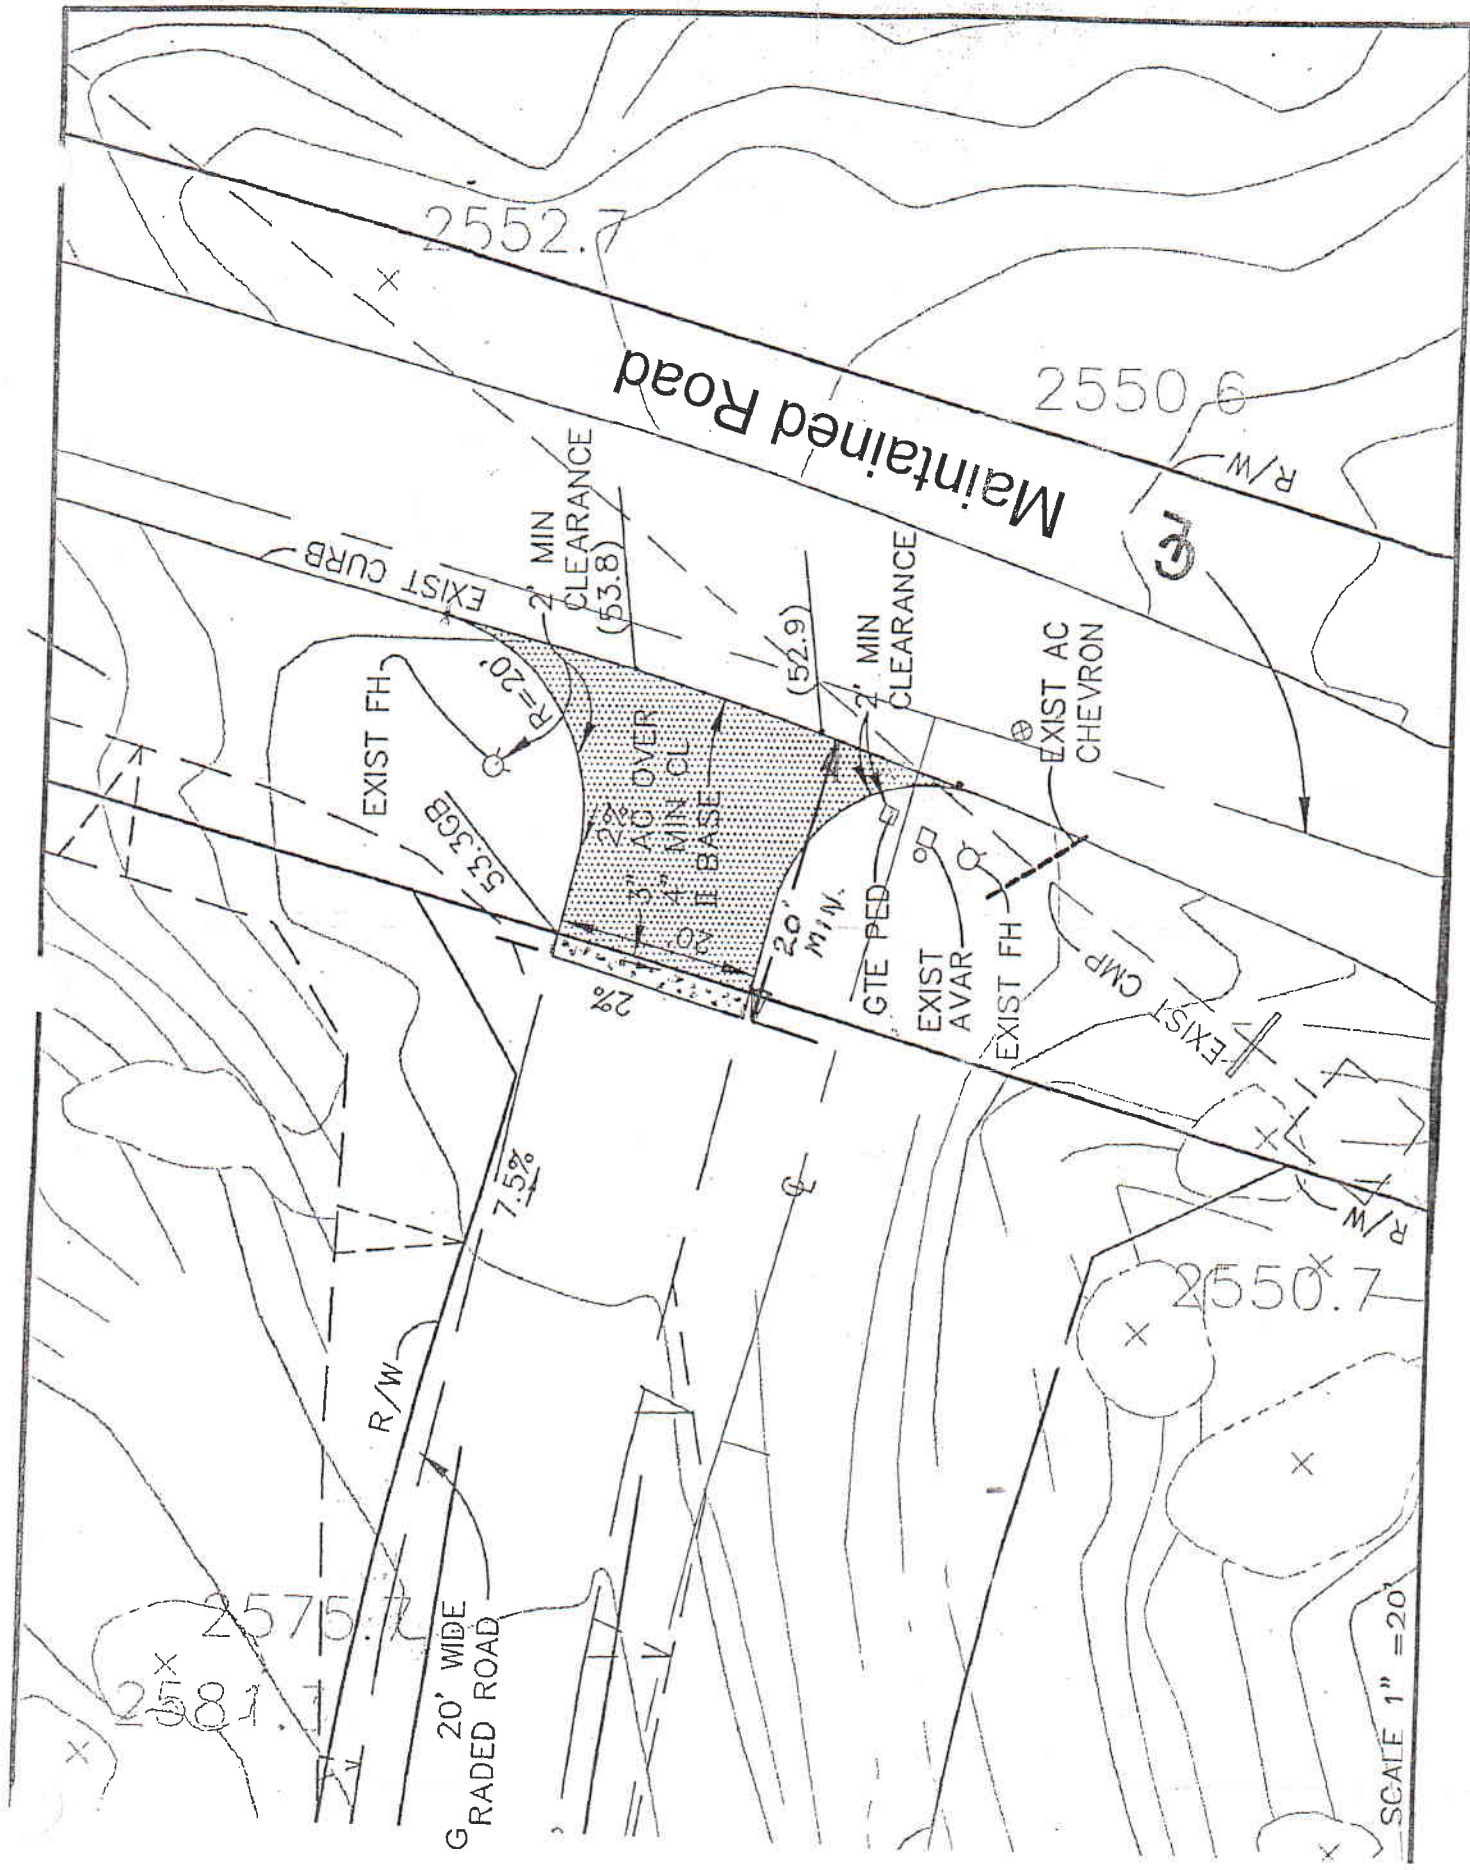 2552.7
Maintained Road
2550.6
R/W
EXIST CURB
2' MIN
CLEARANCE
(53.8)
EXIST FH
R=20'
53.3GB
2%
3" AC OVER
4" MIN CL
II BASE
20'
2%
(52.9)
2' MIN
CLEARANCE
20'
MIN.
GTE PED
EXIST
AVAR
EXIST FH
EXIST AC
CHEVRON
EXIST CMP
R/W
2550.7
7.5%
R/W
20' WIDE
GRADED ROAD
2575.7
SCALE 1" =20'